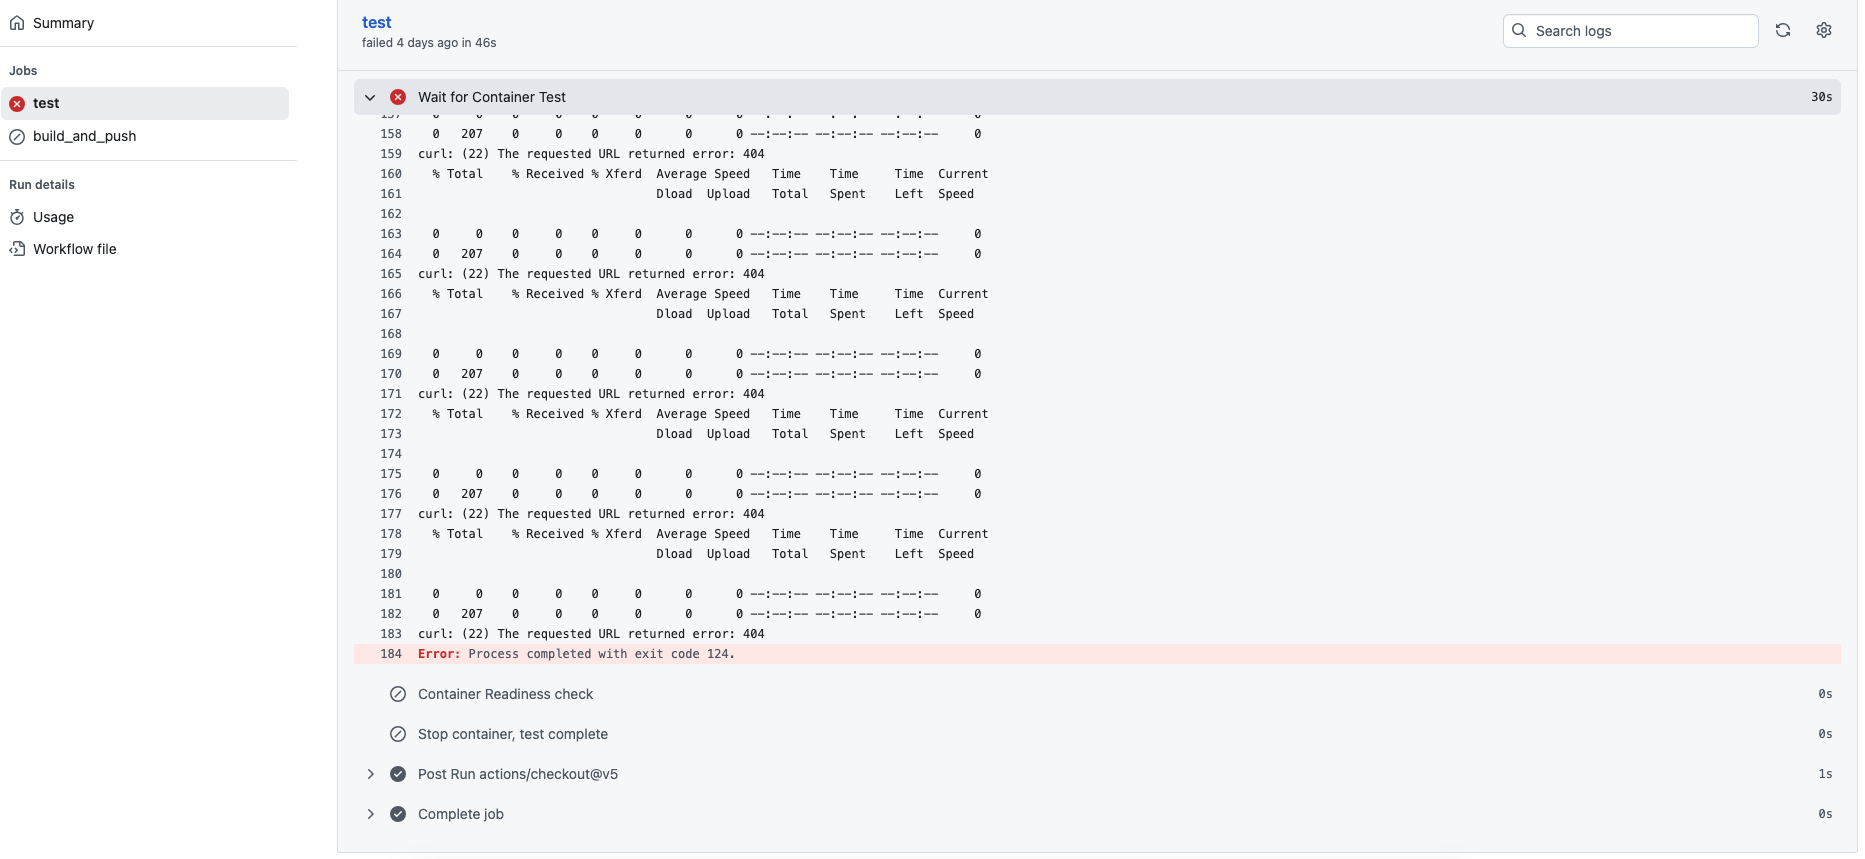 Summary
Jobs
test
build_and_push
Run details
Usage
Workflow file
test
failed 4 days ago in 46s
Search logs
Wait for Container Test 30s
158 0 207 0 0 0 0 0 0 --:--:-- --:--:-- --:--:-- 0
159 curl: (22) The requested URL returned error: 404
160 % Total % Received % Xferd Average Speed Time Time Time Current
161 Dload Upload Total Spent Left Speed
162
163 0 0 0 0 0 0 0 0 --:--:-- --:--:-- --:--:-- 0
164 0 207 0 0 0 0 0 0 --:--:-- --:--:-- --:--:-- 0
165 curl: (22) The requested URL returned error: 404
166 % Total % Received % Xferd Average Speed Time Time Time Current
167 Dload Upload Total Spent Left Speed
168
169 0 0 0 0 0 0 0 0 --:--:-- --:--:-- --:--:-- 0
170 0 207 0 0 0 0 0 0 --:--:-- --:--:-- --:--:-- 0
171 curl: (22) The requested URL returned error: 404
172 % Total % Received % Xferd Average Speed Time Time Time Current
173 Dload Upload Total Spent Left Speed
174
175 0 0 0 0 0 0 0 0 --:--:-- --:--:-- --:--:-- 0
176 0 207 0 0 0 0 0 0 --:--:-- --:--:-- --:--:-- 0
177 curl: (22) The requested URL returned error: 404
178 % Total % Received % Xferd Average Speed Time Time Time Current
179 Dload Upload Total Spent Left Speed
180
181 0 0 0 0 0 0 0 0 --:--:-- --:--:-- --:--:-- 0
182 0 207 0 0 0 0 0 0 --:--:-- --:--:-- --:--:-- 0
183 curl: (22) The requested URL returned error: 404
184 Error: Process completed with exit code 124.
Container Readiness check 0s
Stop container, test complete 0s
Post Run actions/checkout@v5 1s
Complete job 0s